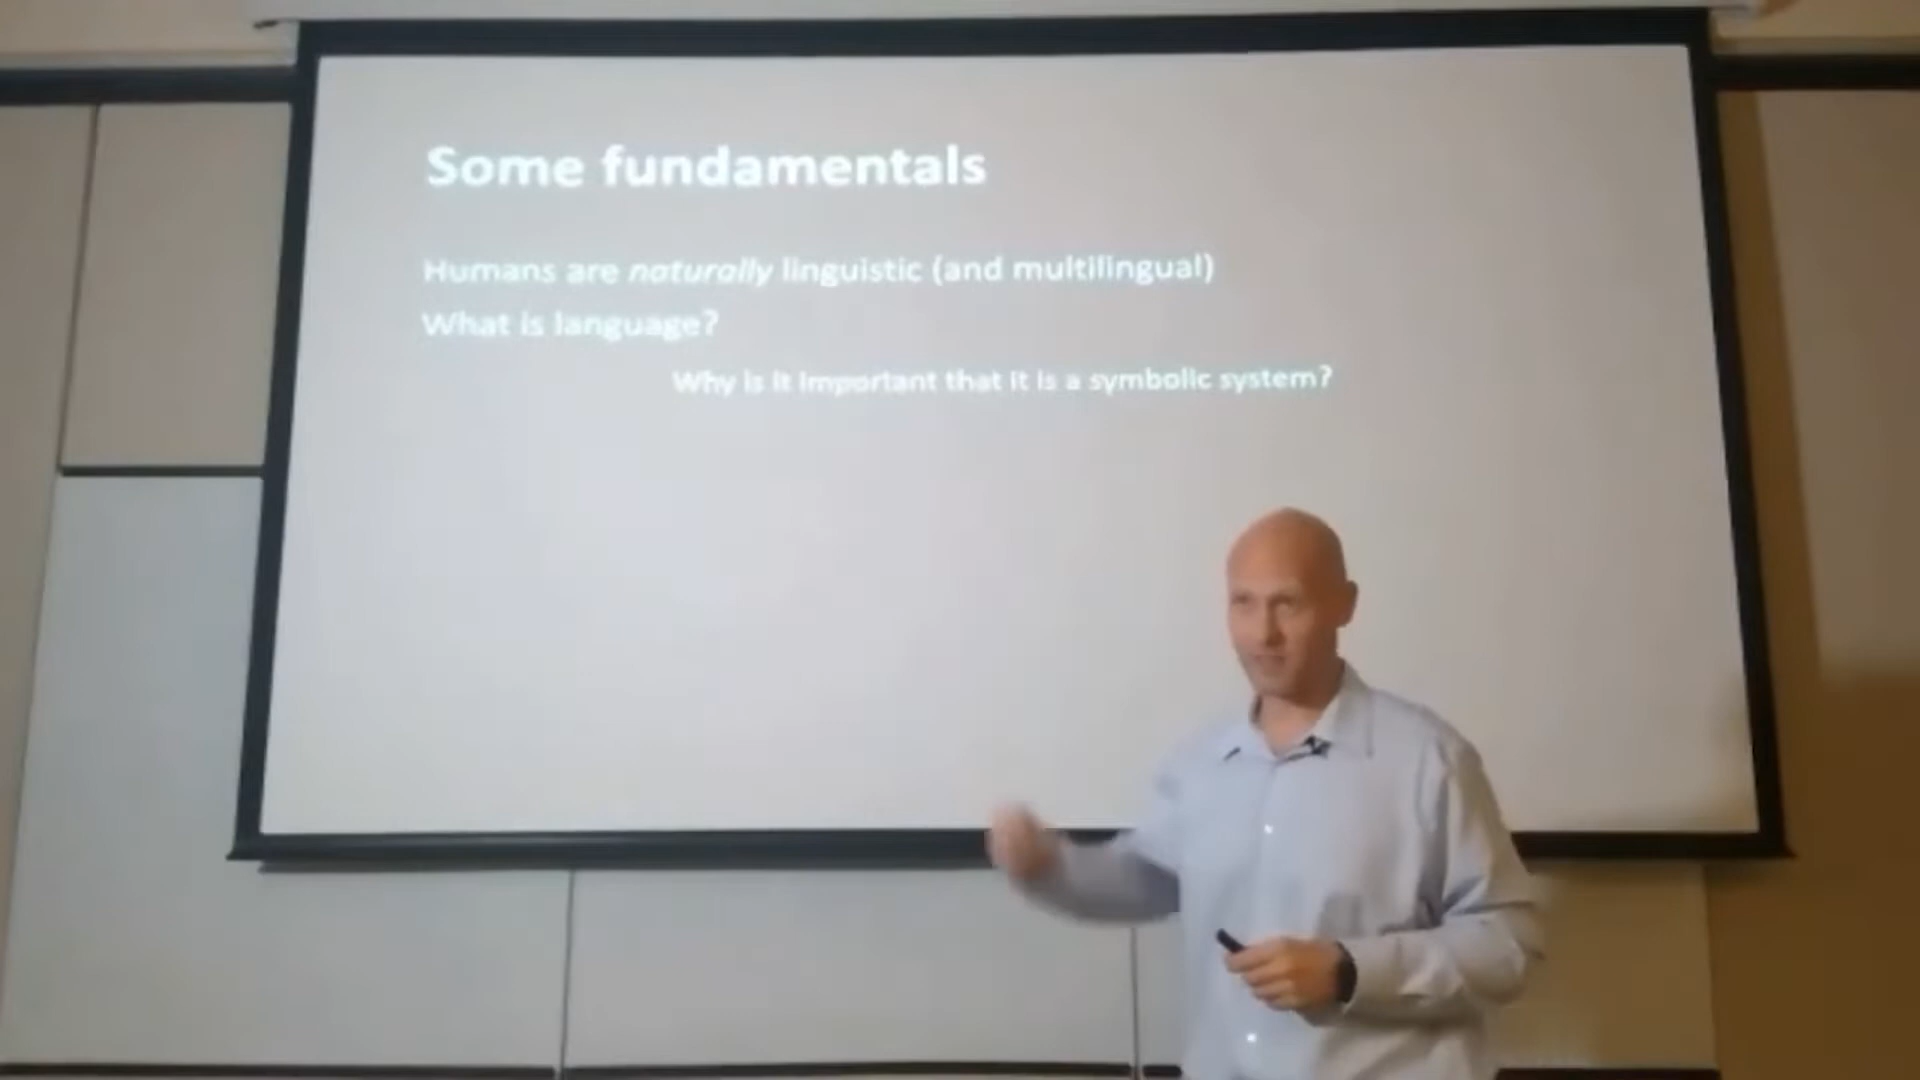 Some fundamentals
Humans are naturally linguistic (and multilingual)
What is language?
Why is it important that it is a symbolic system?